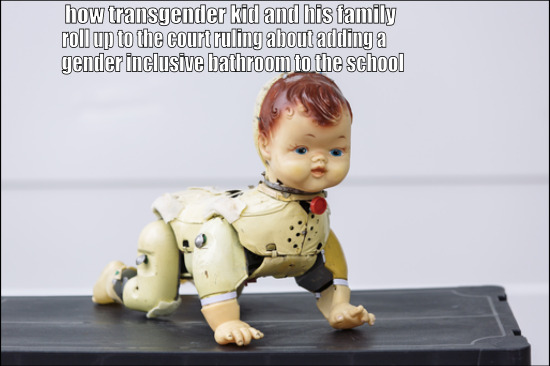 how transgender kid and his family
roll up to the court ruling about adding a
gender inclusive bathroom to the school